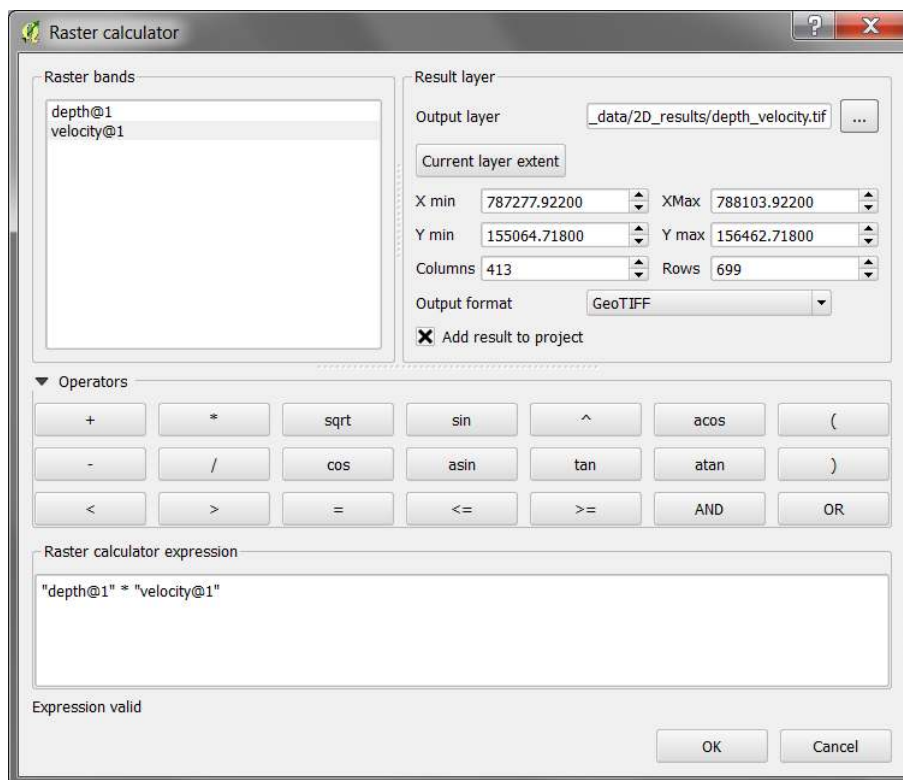 Raster calculator
Raster bands
depth@1
velocity@1
Result layer
Output layer _data/2D_results/depth_velocity.tif ...
Current layer extent
X min 787277.92200 XMax 788103.92200
Y min 155064.71800 Y max 156462.71800
Columns 413 Rows 699
Output format GeoTIFF
Add result to project
Operators
+ * sqrt sin ^ acos (
- / cos asin tan atan )
< > = <= >= AND OR
Raster calculator expression
"depth@1" * "velocity@1"
Expression valid
OK Cancel